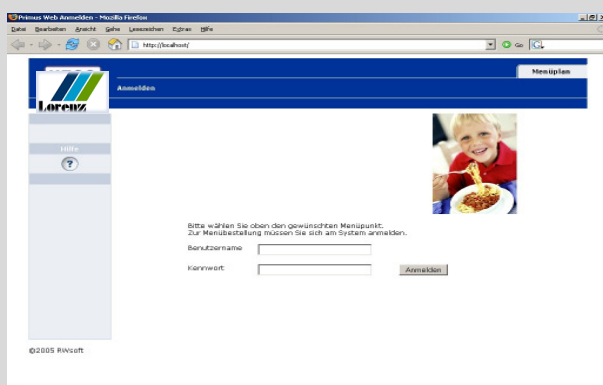 Primus Web Anmelden - Mozilla Firefox
Datei Bearbeiten Ansicht Gehe Lesezeichen Extras Hilfe
http://localhost/
Go
G,
Menüplan
Anmelden
Lorenz
Hilfe
?
Bitte wählen Sie oben den gewünschten Menüpunkt.
Zur Menübestellung müssen Sie sich am System anmelden.
Benutzername
Kennwort
Anmelden
©2005 RWsoft